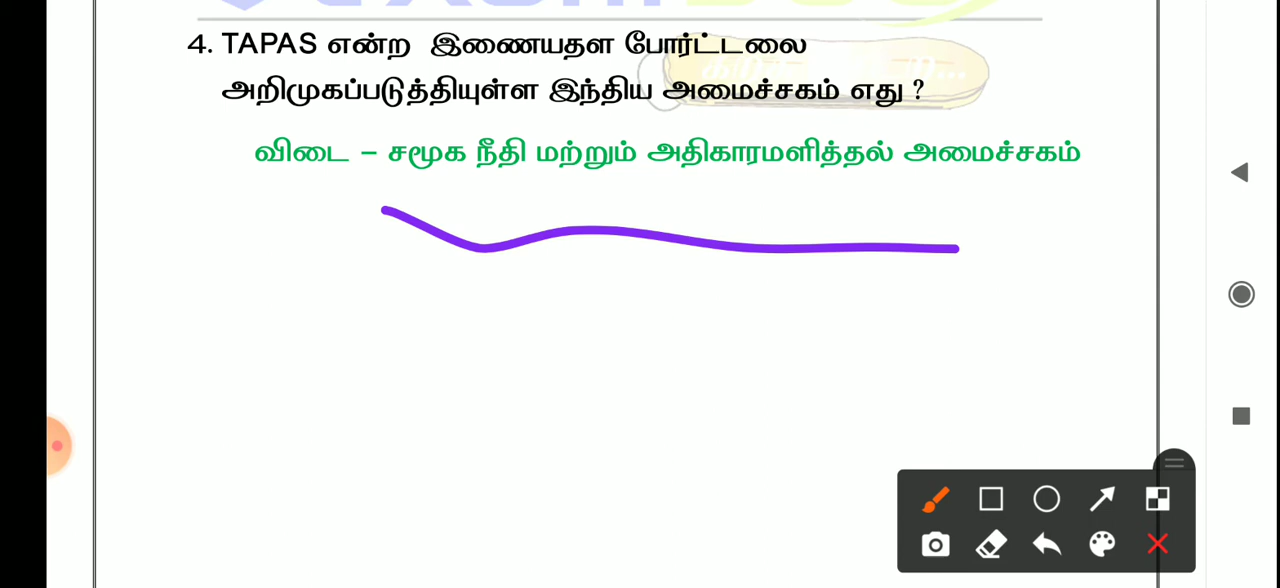 4. TAPAS என்ற இணையதள போர்ட்டலை
அறிமுகப்படுத்தியுள்ள இந்திய அமைச்சகம் எது ?
விடை – சமூக நீதி மற்றும் அதிகாரமளித்தல் அமைச்சகம்